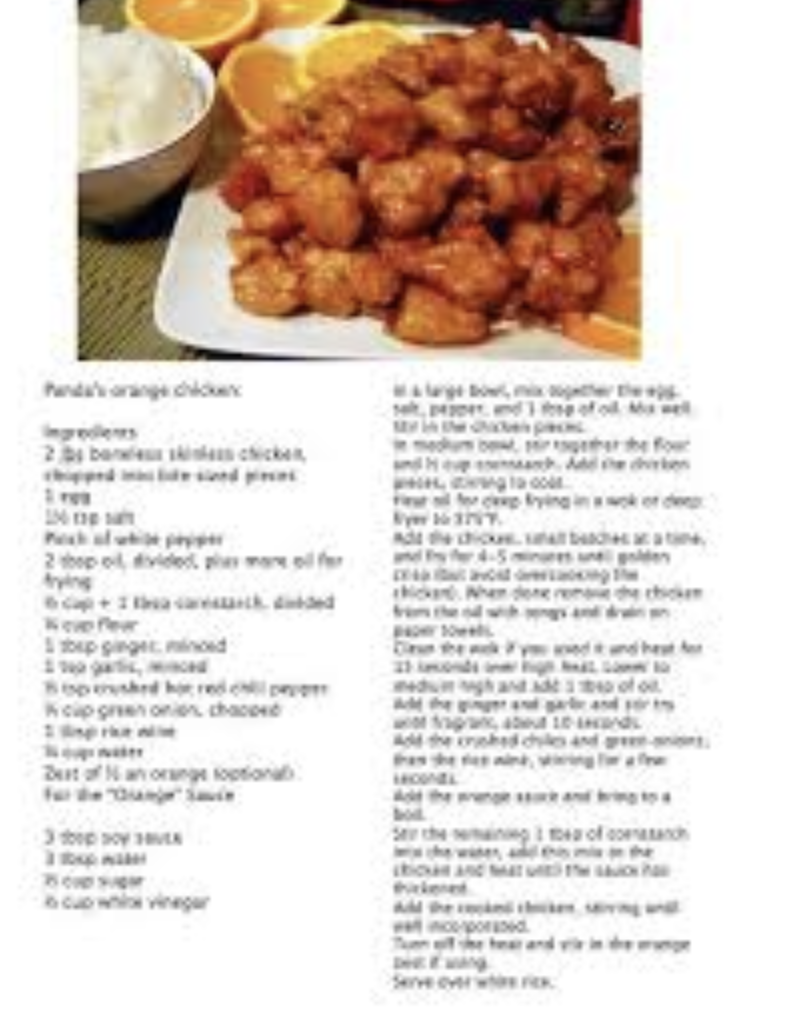 Panda's orange chicken:
Ingredients
2 lbs boneless skinless chicken,
chopped into bite sized pieces
1 egg
1½ tsp salt
Pinch of white pepper
2 tbsp oil, divided, plus more oil for
frying
cup + 1 tbsp cornstarch, divided
¼ cup flour
1 tbsp ginger, minced
1 tsp garlic, minced
½ tsp crushed hot red chili pepper
¼ cup green onion, chopped
1 tbsp rice wine
¼ cup water
Zest of ½ an orange (optional)
For the "Orange" Sauce
3 tbsp soy sauce
3 tbsp water
cup sugar
cup white vinegar
In a large bowl, mix together the egg,
salt, pepper, and 1 tbsp of oil. Mix well.
Stir in the chicken pieces.
In medium bowl, stir together the flour
and ½ cup cornstarch. Add the chicken
pieces, stirring to coat.
Heat oil for deep frying in a wok or deep
fryer to 375°F.
Add the chicken, small batches at a time,
and fry for 4-5 minutes until golden
crisp (but avoid overcooking the
chicken). When done remove the chicken
from the oil with tongs and drain on
paper towels.
Clean the wok if you used it and heat for
15 seconds over high heat. Lower to
medium high and add 1 tbsp of oil.
Add the ginger and garlic and stir fry
until fragrant, about 10 seconds.
Add the crushed chiles and green onions,
then the rice wine, stirring for a few
seconds.
Add the orange sauce and bring to a
boil.
Stir the remaining 1 tbsp of cornstarch
into the water, add this mix to the
chicken and heat until the sauce has
thickened.
Add the cooked chicken, stirring until
well incorporated.
Turn off the heat and stir in the orange
zest if using.
Serve over white rice.